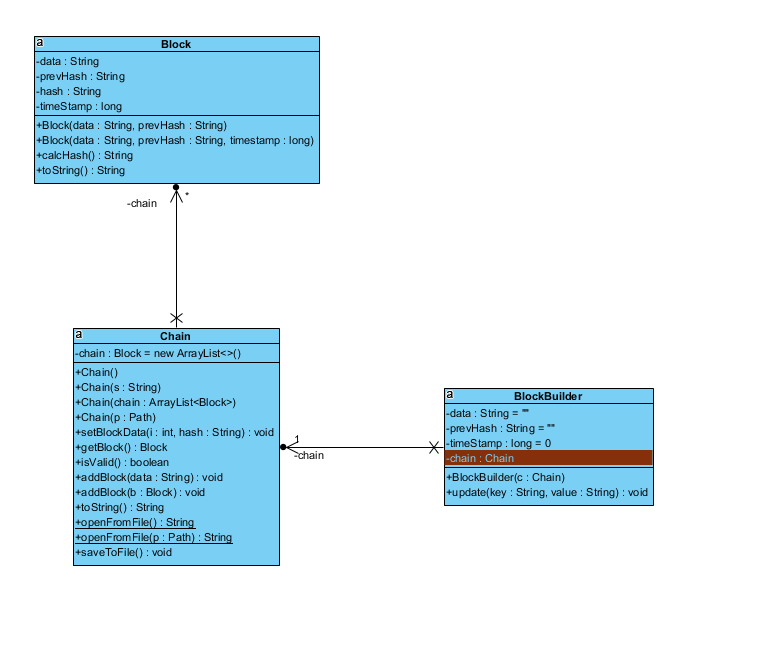 a
Block
-data : String
-prevHash : String
-hash : String
-timeStamp : long
+Block(data : String, prevHash : String)
+Block(data : String, prevHash : String, timestamp : long)
+calcHash() : String
+toString() : String
*
-chain
a
Chain
-chain : Block = new ArrayList<>()
+Chain()
+Chain(s : String)
+Chain(chain : ArrayList<Block>)
+Chain(p : Path)
+setBlockData(i : int, hash : String) : void
+getBlock() : Block
+isValid() : boolean
+addBlock(data : String) : void
+addBlock(b : Block) : void
+toString() : String
+openFromFile() : String
+openFromFile(p : Path) : String
+saveToFile() : void
1
-chain
a
BlockBuilder
-data : String = ""
-prevHash : String = ""
-timeStamp : long = 0
-chain : Chain
+BlockBuilder(c : Chain)
+update(key : String, value : String) : void